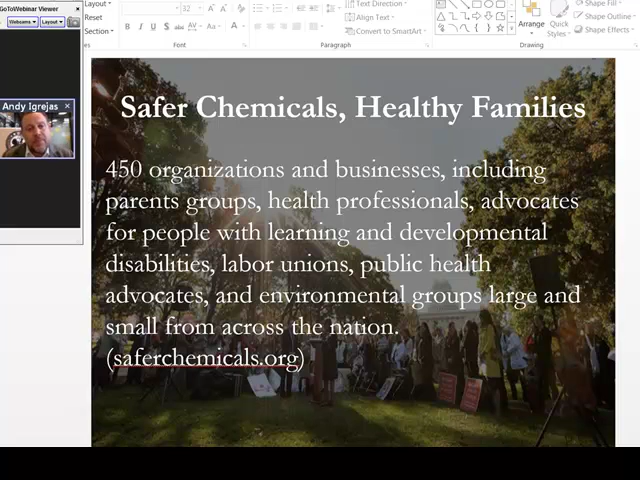 GoToWebinar Viewer
Webcams
Layout
Andy Igrejas
Layout
Reset
Section
32
Font
Text Direction
Align Text
Convert to SmartArt
Paragraph
Arrange
Quick
Styles
Shape Fill
Shape Outline
Shape Effects
Drawing
Safer Chemicals, Healthy Families
450 organizations and businesses, including
parents groups, health professionals, advocates
for people with learning and developmental
disabilities, labor unions, public health
advocates, and environmental groups large and
small from across the nation.
(saferchemicals.org)